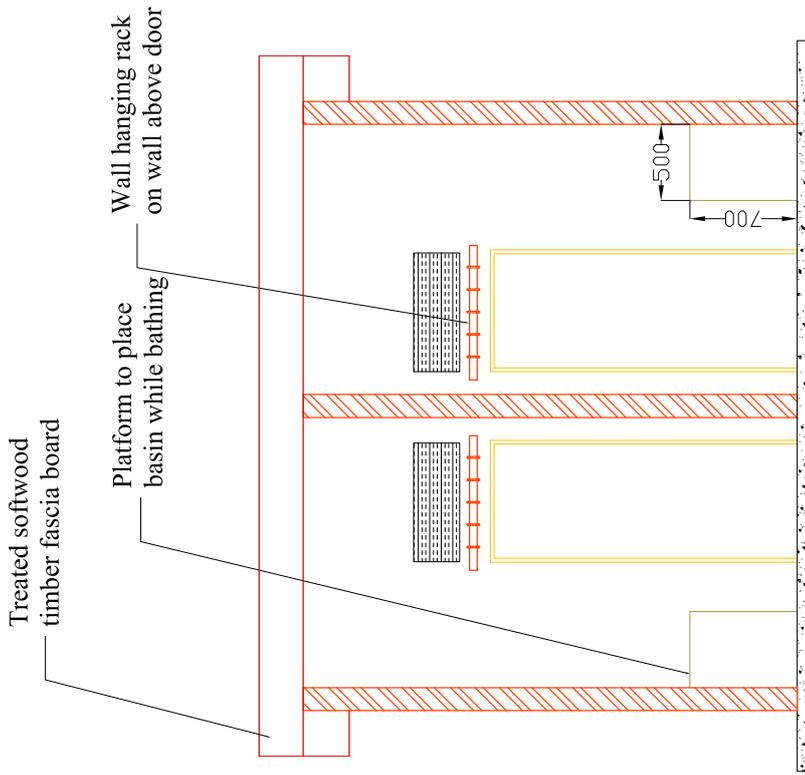 Treated softwood
timber fascia board
Platform to place
basin while bathing
Wall hanging rack
on wall above door
500
700